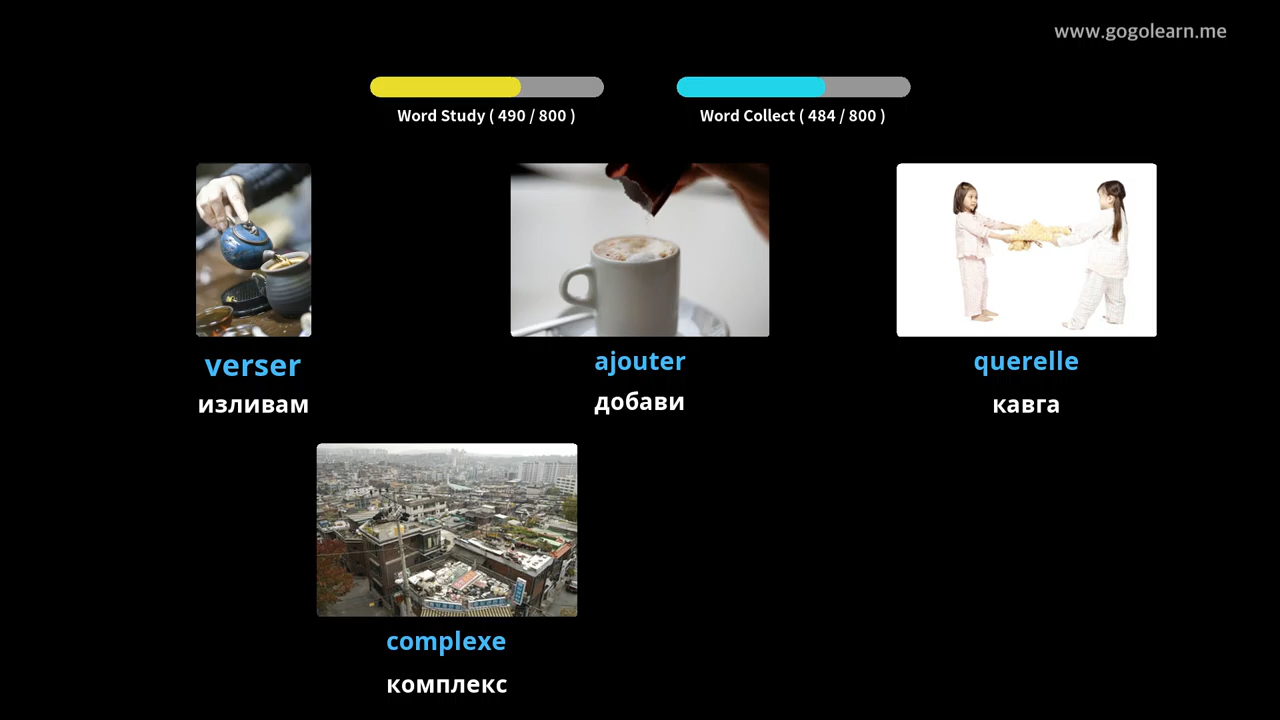 www.gogolearn.me
Word Study ( 490 / 800 )
Word Collect ( 484 / 800 )
verser
изливам
ajouter
добави
querelle
кавга
complexe
комплекс